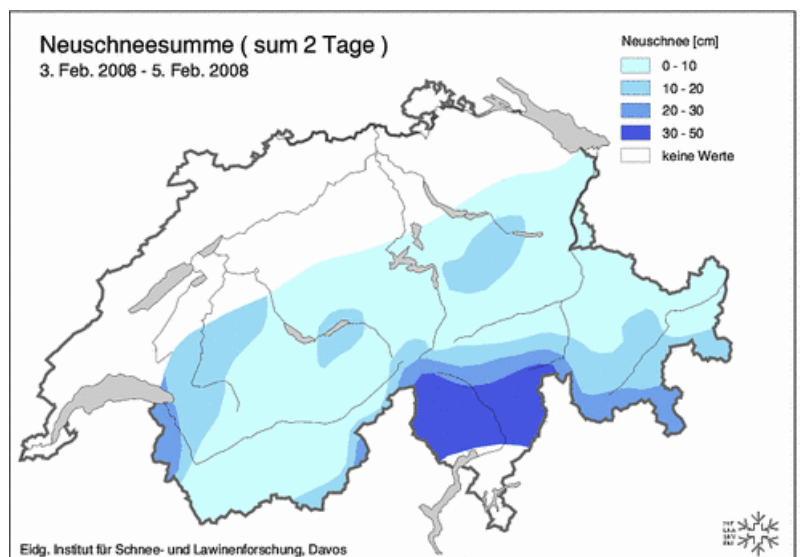 Neuschneesumme ( sum 2 Tage )
3. Feb. 2008 - 5. Feb. 2008
Neuschnee [cm]
0 - 10
10 - 20
20 - 30
30 - 50
keine Werte
Eidg. Institut für Schnee- und Lawinenforschung, Davos